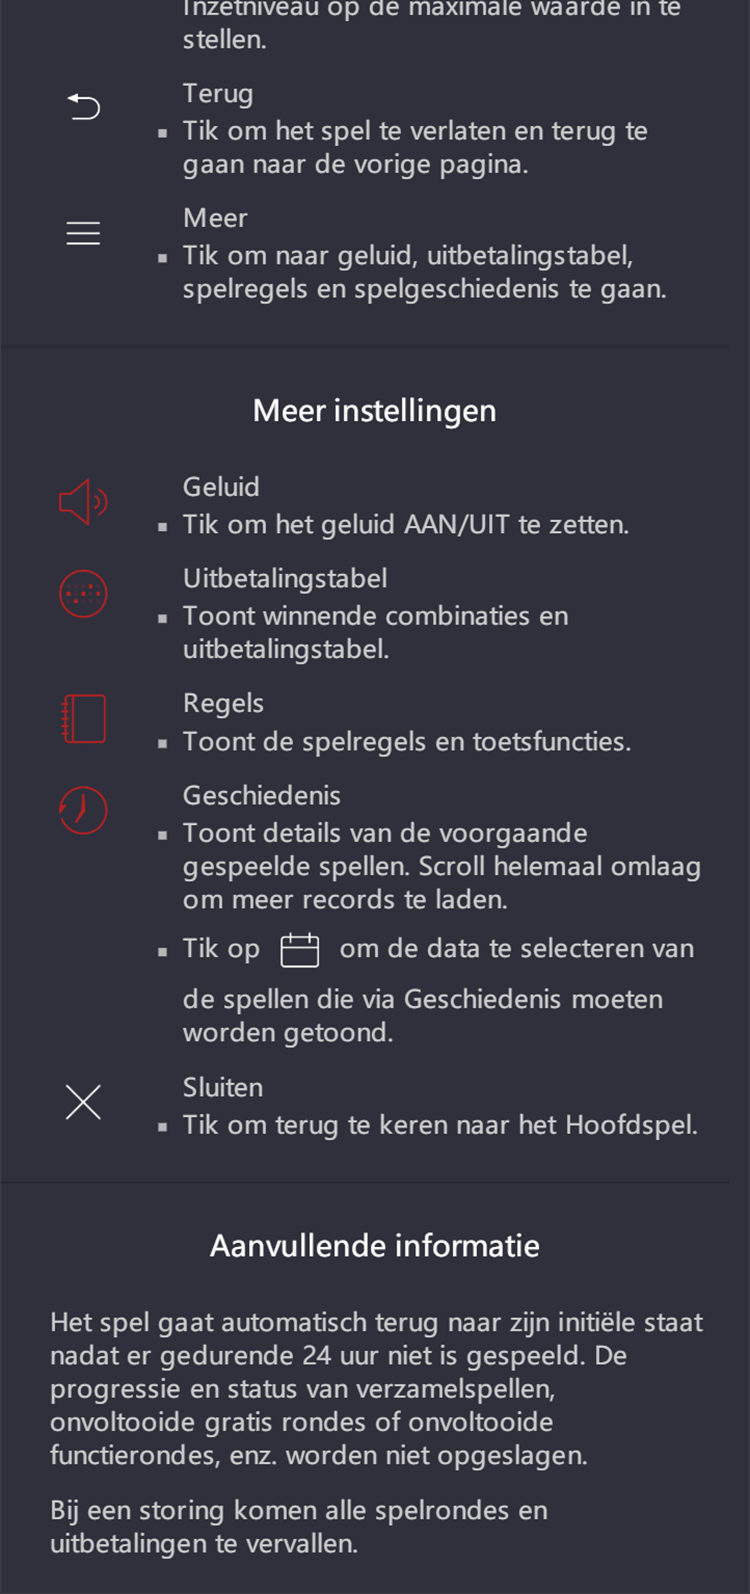 Inzetniveau op de maximale waarde in te
stellen.
Terug
▪ Tik om het spel te verlaten en terug te
gaan naar de vorige pagina.
Meer
▪ Tik om naar geluid, uitbetalingstabel,
spelregels en spelgeschiedenis te gaan.
Meer instellingen
Geluid
▪ Tik om het geluid AAN/UIT te zetten.
Uitbetalingstabel
▪ Toont winnende combinaties en
uitbetalingstabel.
Regels
▪ Toont de spelregels en toetsfuncties.
Geschiedenis
▪ Toont details van de voorgaande
gespeelde spellen. Scroll helemaal omlaag
om meer records te laden.
▪ Tik op om de data te selecteren van
de spellen die via Geschiedenis moeten
worden getoond.
Sluiten
▪ Tik om terug te keren naar het Hoofdspel.
Aanvullende informatie
Het spel gaat automatisch terug naar zijn initiële staat
nadat er gedurende 24 uur niet is gespeeld. De
progressie en status van verzamelspellen,
onvoltooide gratis rondes of onvoltooide
functierondes, enz. worden niet opgeslagen.
Bij een storing komen alle spelrondes en
uitbetalingen te vervallen.